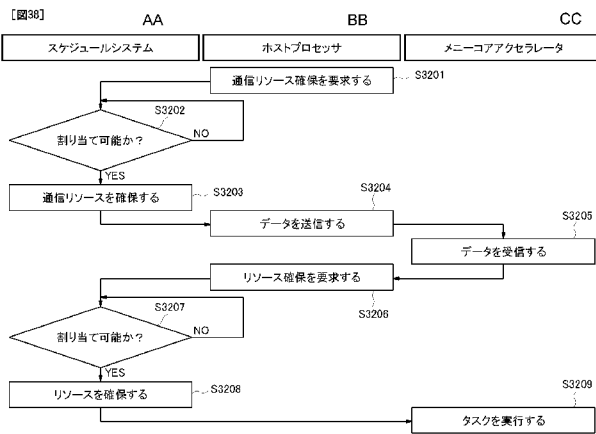 [図38]
AA
BB
CC
スケジュールシステム
ホストプロセッサ
メニーコアアクセラレータ
通信リソース確保を要求する
S3201
S3202
割り当て可能か？
NO
YES
通信リソースを確保する
S3203
S3204
データを送信する
S3205
データを受信する
リソース確保を要求する
S3206
S3207
割り当て可能か？
NO
YES
リソースを確保する
S3208
S3209
タスクを実行する